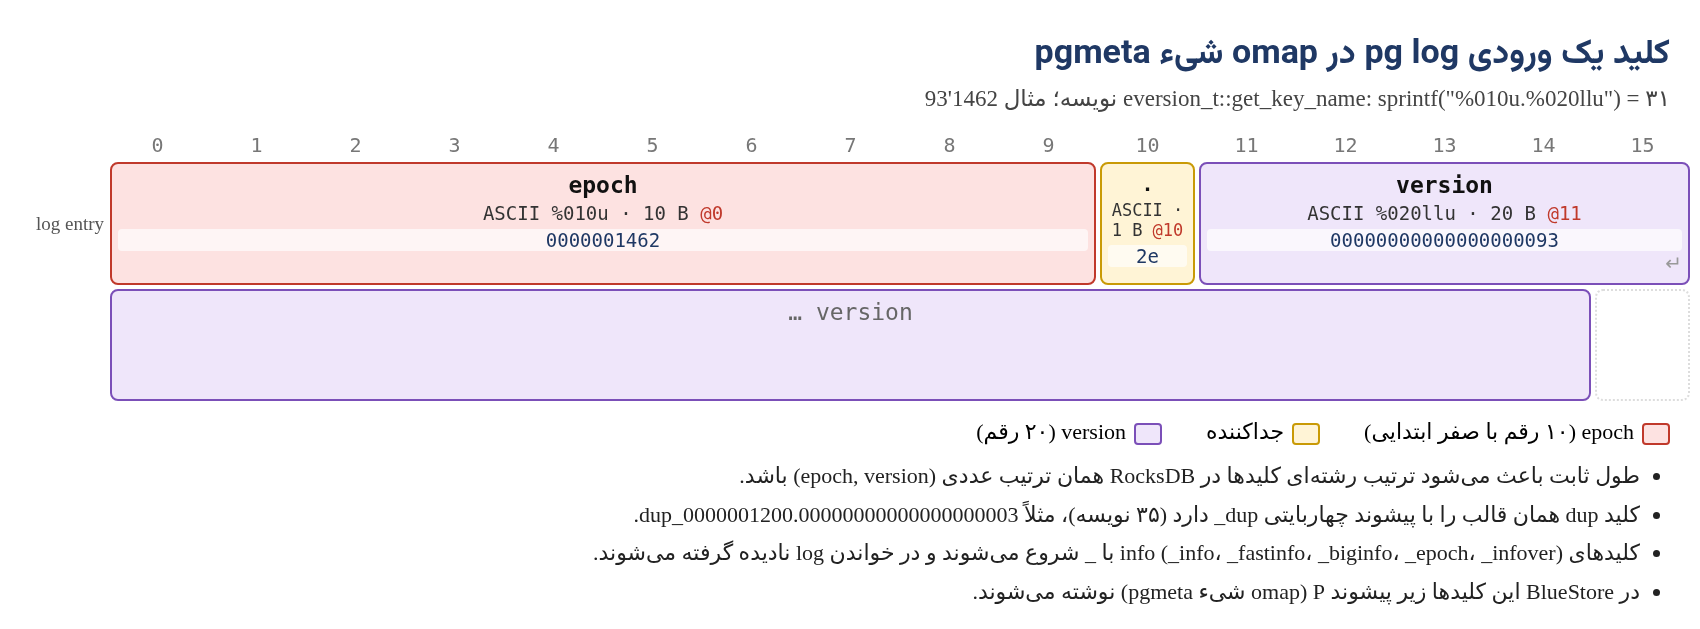 کلید یک ورودی pg log در omap شیء pgmeta
eversion_t::get_key_name: sprintf("%010u.%020llu") = ۳۱ نویسه؛ مثال 1462'93
0 1 2 3 4 5 6 7 8 9 10 11 12 13 14 15
log entry
epoch
ASCII %010u · 10 B @0
0000001462
.
ASCII ·
1 B @10
2e
version
ASCII %020llu · 20 B @11
00000000000000000093
↵
… version
epoch (۱۰ رقم با صفر ابتدایی) جداکننده version (۲۰ رقم)
• طول ثابت باعث می‌شود ترتیب رشته‌ای کلیدها در RocksDB همان ترتیب عددی (epoch, version) باشد.
• کلید dup همان قالب را با پیشوند چهاربایتی dup_ دارد (۳۵ نویسه)، مثلاً dup_0000001200.00000000000000000003.
• کلیدهای info (_info، _fastinfo، _biginfo، _epoch، _infover) با _ شروع می‌شوند و در خواندن log نادیده گرفته می‌شوند.
• در BlueStore این کلیدها زیر پیشوند P (omap شیء pgmeta) نوشته می‌شوند.